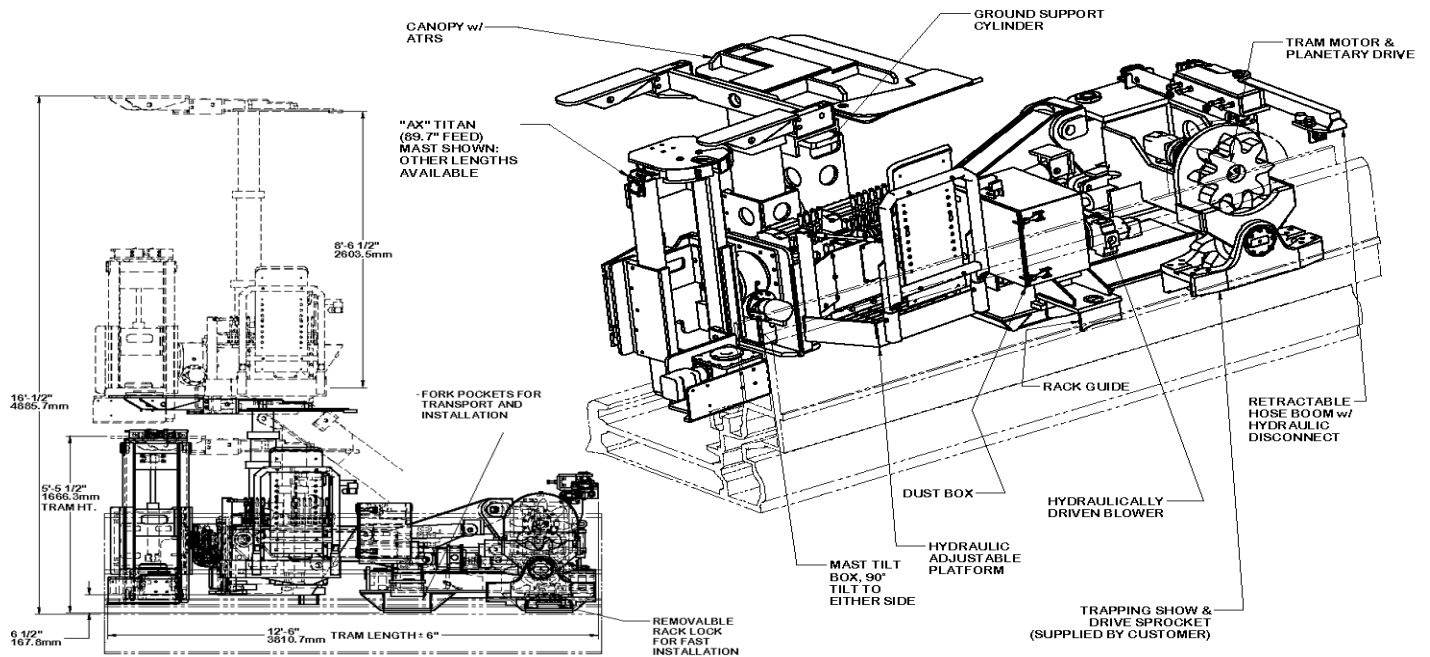 CANOPY w/
ATRS
GROUND SUPPORT
CYLINDER
TRAM MOTOR &
PLANETARY DRIVE
"AX" TITAN
(89.7" FEED)
MAST SHOWN:
OTHER LENGTHS
AVAILABLE
8'-6 1/2"
2603.5mm
16'-1/2"
4885.7mm
-FORK POCKETS FOR
TRANSPORT AND
INSTALLATION
5'-5 1/2"
1666.3mm
TRAM HT.
6 1/2"
167.8mm
12'-6"
3810.7mm
TRAM LENGTH ± 6"
REMOVALBLE
RACK LOCK
FOR FAST
INSTALLATION
MAST TILT
BOX, 90°
TILT TO
EITHER SIDE
HYDRAULIC
ADJUSTABLE
PLATFORM
DUST BOX
RACK GUIDE
HYDRAULICALLY
DRIVEN BLOWER
RETRACTABLE
HOSE BOOM w/
HYDRAULIC
DISCONNECT
TRAPPING SHOW &
DRIVE SPROCKET
(SUPPLIED BY CUSTOMER)